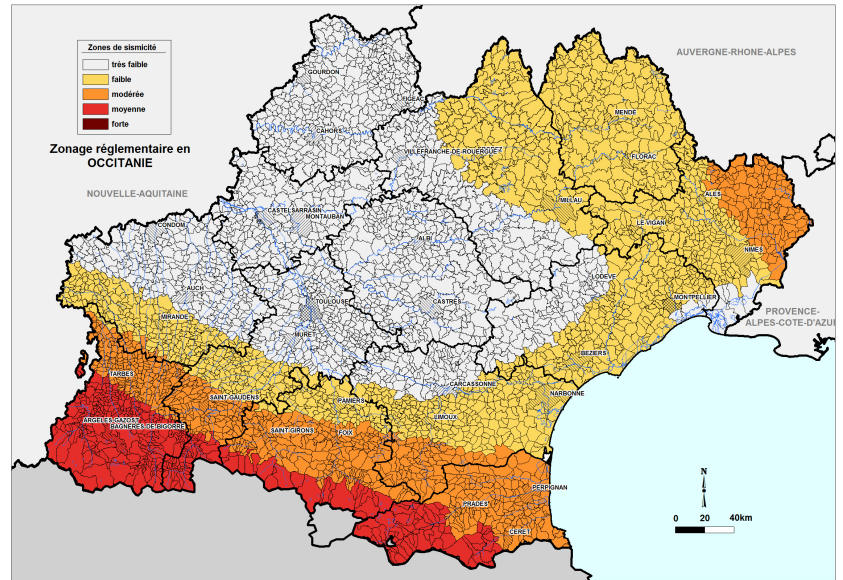 Zones de sismicité
très faible
faible
modérée
moyenne
forte
Zonage réglementaire en
OCCITANIE
AUVERGNE-RHONE-ALPES
NOUVELLE-AQUITAINE
PROVENCE-
ALPES-COTE-D'AZUR
GOURDON
FIGEAC
CAHORS
VILLEFRANCHE-DE-ROUERGUE
MENDE
FLORAC
MILLAU
ALES
LE-VIGAN
NIMES
CASTELSARRASIN
MONTAUBAN
CONDOM
ALBI
LODEVE
MONTPELLIER
AUCH
TOULOUSE
CASTRES
MIRANDE
MURET
BEZIERS
TARBES
CARCASSONNE
NARBONNE
SAINT-GAUDENS
PAMIERS
LIMOUX
ARGELES-GAZOST
BAGNERES-DE-BIGORRE
SAINT-GIRONS
FOIX
PERPIGNAN
PRADES
CERET
N
0 20 40km